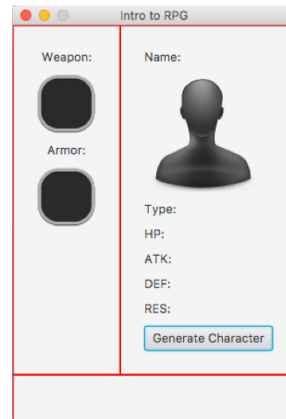 Intro to RPG
Weapon:
Armor:
Name:
Type:
HP:
ATK:
DEF:
RES:
Generate Character